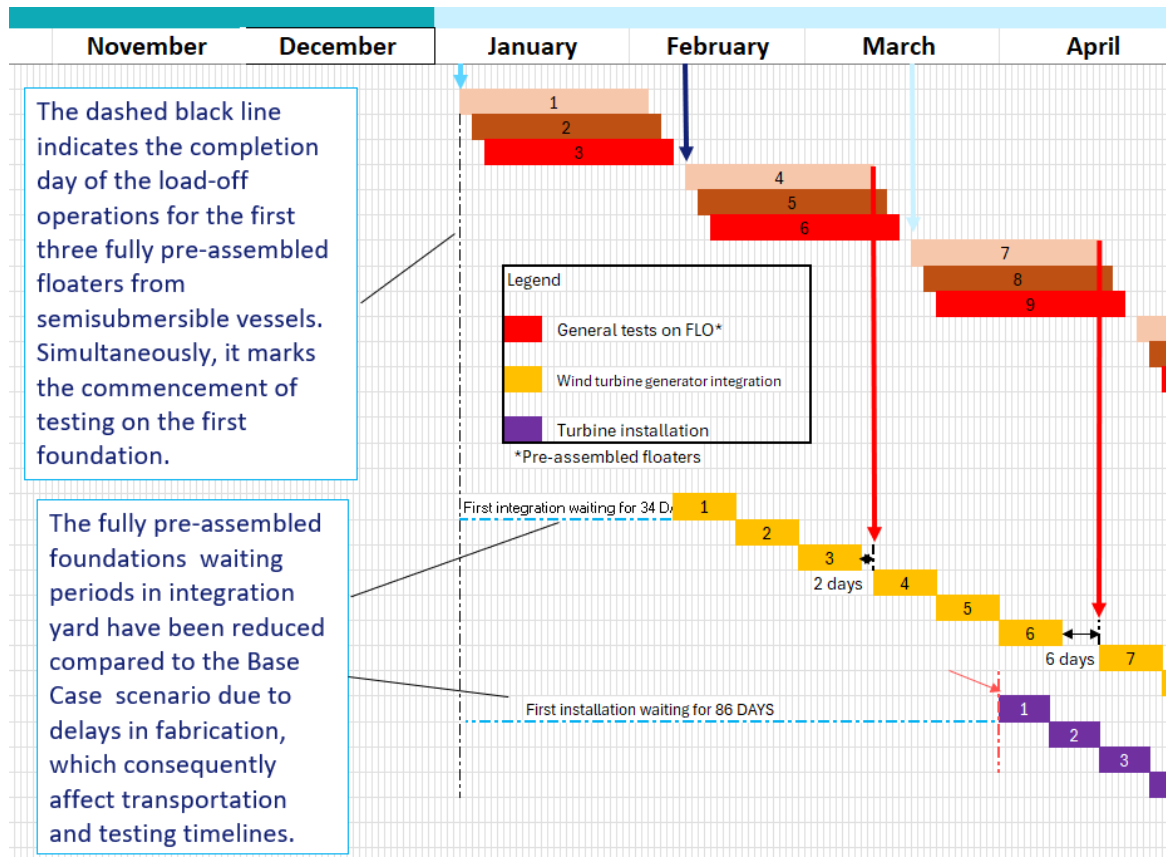 November December January February March April
The dashed black line
indicates the completion
day of the load-off
operations for the first
three fully pre-assembled
floaters from
semisubmersible vessels.
Simultaneously, it marks
the commencement of
testing on the first
foundation.
1
2
3
4
5
6
7
8
9
Legend
General tests on FLO*
Wind turbine generator integration
Turbine installation
*Pre-assembled floaters
The fully pre-assembled
foundations waiting
periods in integration
yard have been reduced
compared to the Base
Case scenario due to
delays in fabrication,
which consequently
affect transportation
and testing timelines.
First integration waiting for 34 DA
1
2
3
2 days
4
5
6
6 days
7
First installation waiting for 86 DAYS
1
2
3